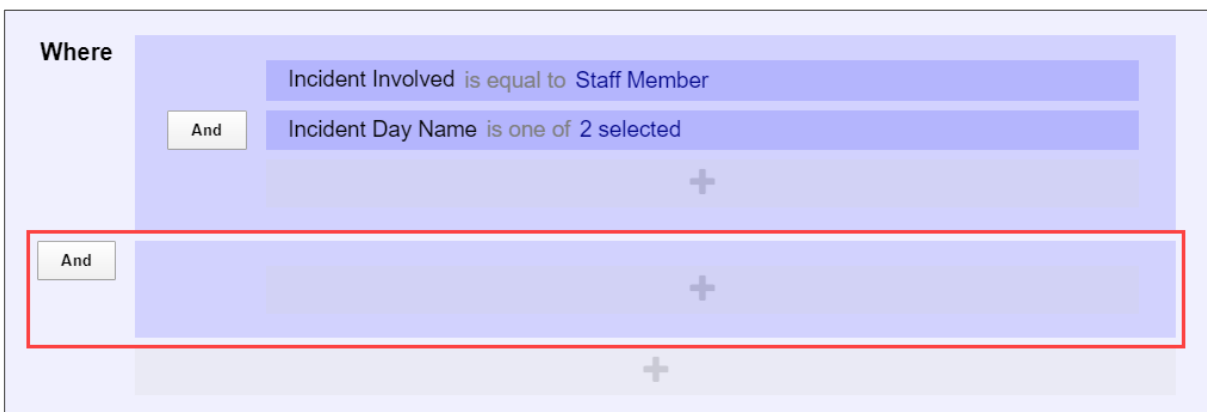 Where
Incident Involved is equal to Staff Member
And
Incident Day Name is one of 2 selected
And